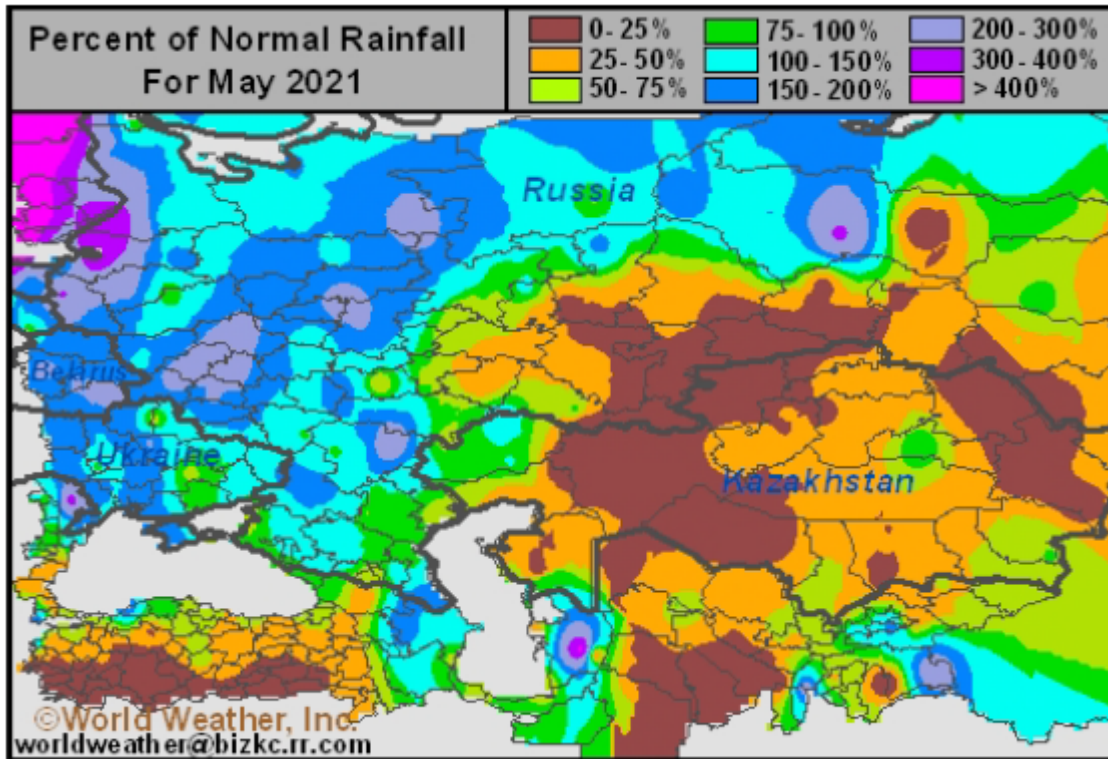 Percent of Normal Rainfall
For May 2021
0 - 25%
25 - 50%
50 - 75%
75 - 100%
100 - 150%
150 - 200%
200 - 300%
300 - 400%
> 400%
Russia
Belarus
Ukraine
Kazakhstan
©World Weather, Inc.
worldweather@bizkc.rr.com